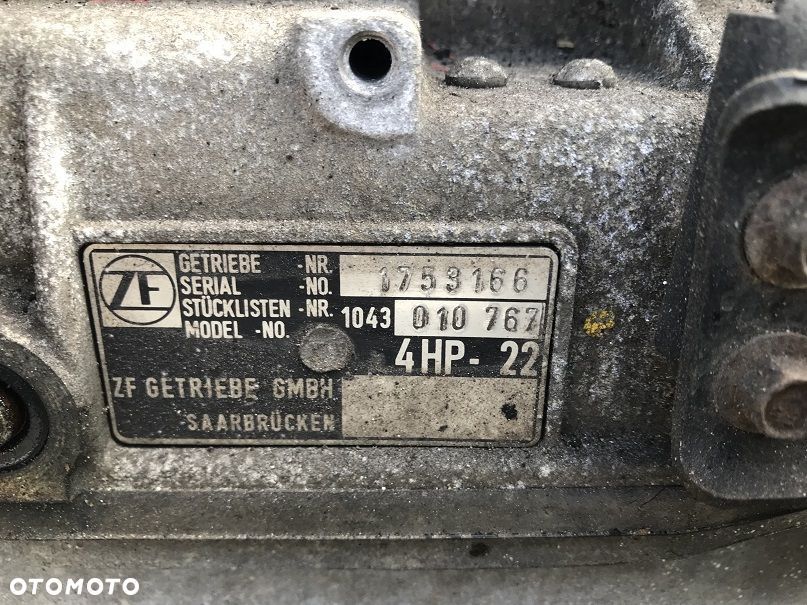 ZF
GETRIEBE -NR. 1753166
SERIAL -NO.
STÜCKLISTEN -NR. 1043 010 767
MODEL -NO.
4HP - 22
ZF GETRIEBE GMBH
SAARBRÜCKEN
OTOMOTO